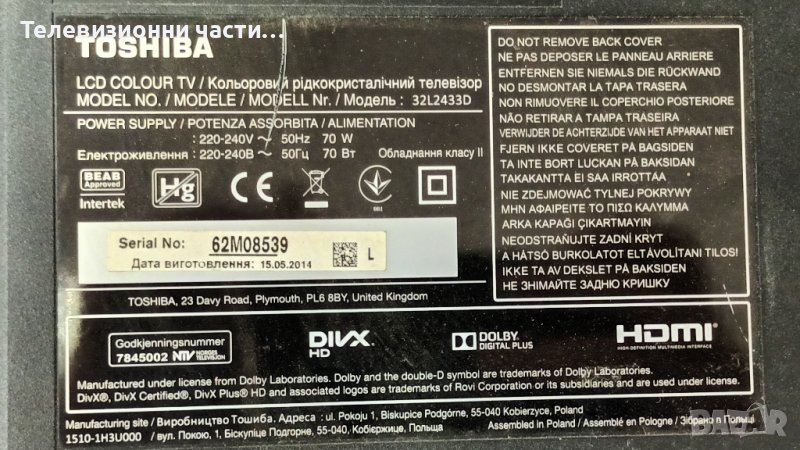 Телевизионни части...
TOSHIBA
LCD COLOUR TV / Кольоровий рідкокристалічний телевізор
MODEL NO. / MODELE / MODELL Nr. / Модель : 32L2433D
POWER SUPPLY / POTENZA ASSORBITA / ALIMENTATION
: 220-240V ~ 50Hz 70 W
Електроживлення : 220-240В ~ 50Гц 70 Вт Обладнання класу II
BEAB
Approved
Intertek
Hg
CE
Serial No: 62M08539
Дата виготовлення: 15.05.2014
L
TOSHIBA, 23 Davy Road, Plymouth, PL6 8BY, United Kingdom
DO NOT REMOVE BACK COVER
NE PAS DEPOSER LE PANNEAU ARRIERE
ENTFERNEN SIE NIEMALS DIE RÜCKWAND
NO DESMONTAR LA TAPA TRASERA
NON RIMUOVERE IL COPERCHIO POSTERIORE
NÃO RETIRAR A TAMPA TRASEIRA
VERWIJDER DE ACHTERZIJDE VAN HET APPARAAT NIET
FJERN IKKE COVERET PÅ BAGSIDEN
TA INTE BORT LUCKAN PÅ BAKSIDAN
TAKAKANTTA EI SAA IRROTTAA
NIE ZDEJMOWAĆ TYLNEJ POKRYWY
ΜΗΝ ΑΦΑΙΡΕΙΤΕ ΤΟ ΠΙΣΩ ΚΑΛΥΜΜΑ
ARKA KAPAĞI ÇIKARTMAYIN
NEODSTRAŇUJTE ZADNÍ KRYT
A HÁTSÓ BURKOLATOT ELTÁVOLÍTANI TILOS!
IKKE TA AV DEKSLET PÅ BAKSIDEN
НЕ ЗНІМАЙТЕ ЗАДНЮ КРИШКУ
Godkjenningsnummer
7845002 NTV NORGES TELEVISION
DIVX
HD
DOLBY
DIGITAL PLUS
HDMI
HIGH-DEFINITION MULTIMEDIA INTERFACE
Manufactured under license from Dolby Laboratories. Dolby and the double-D symbol are trademarks of Dolby Laboratories.
DivX®, DivX Certified®, DivX Plus® HD and associated logos are trademarks of Rovi Corporation or its subsidiaries and are used under license.
Manufacturing site / Виробництво Тошиба. Адреса : ul. Pokoju 1, Biskupice Podgórne, 55-040 Kobierzyce, Poland
1510-1H3U000 / вул. Покою, 1, Біскупіце Подгорне, 55-040, Кобежице, Польща Assembled in Poland / Assemblé en Pologne / Зібрано в Польщі
BAZAR